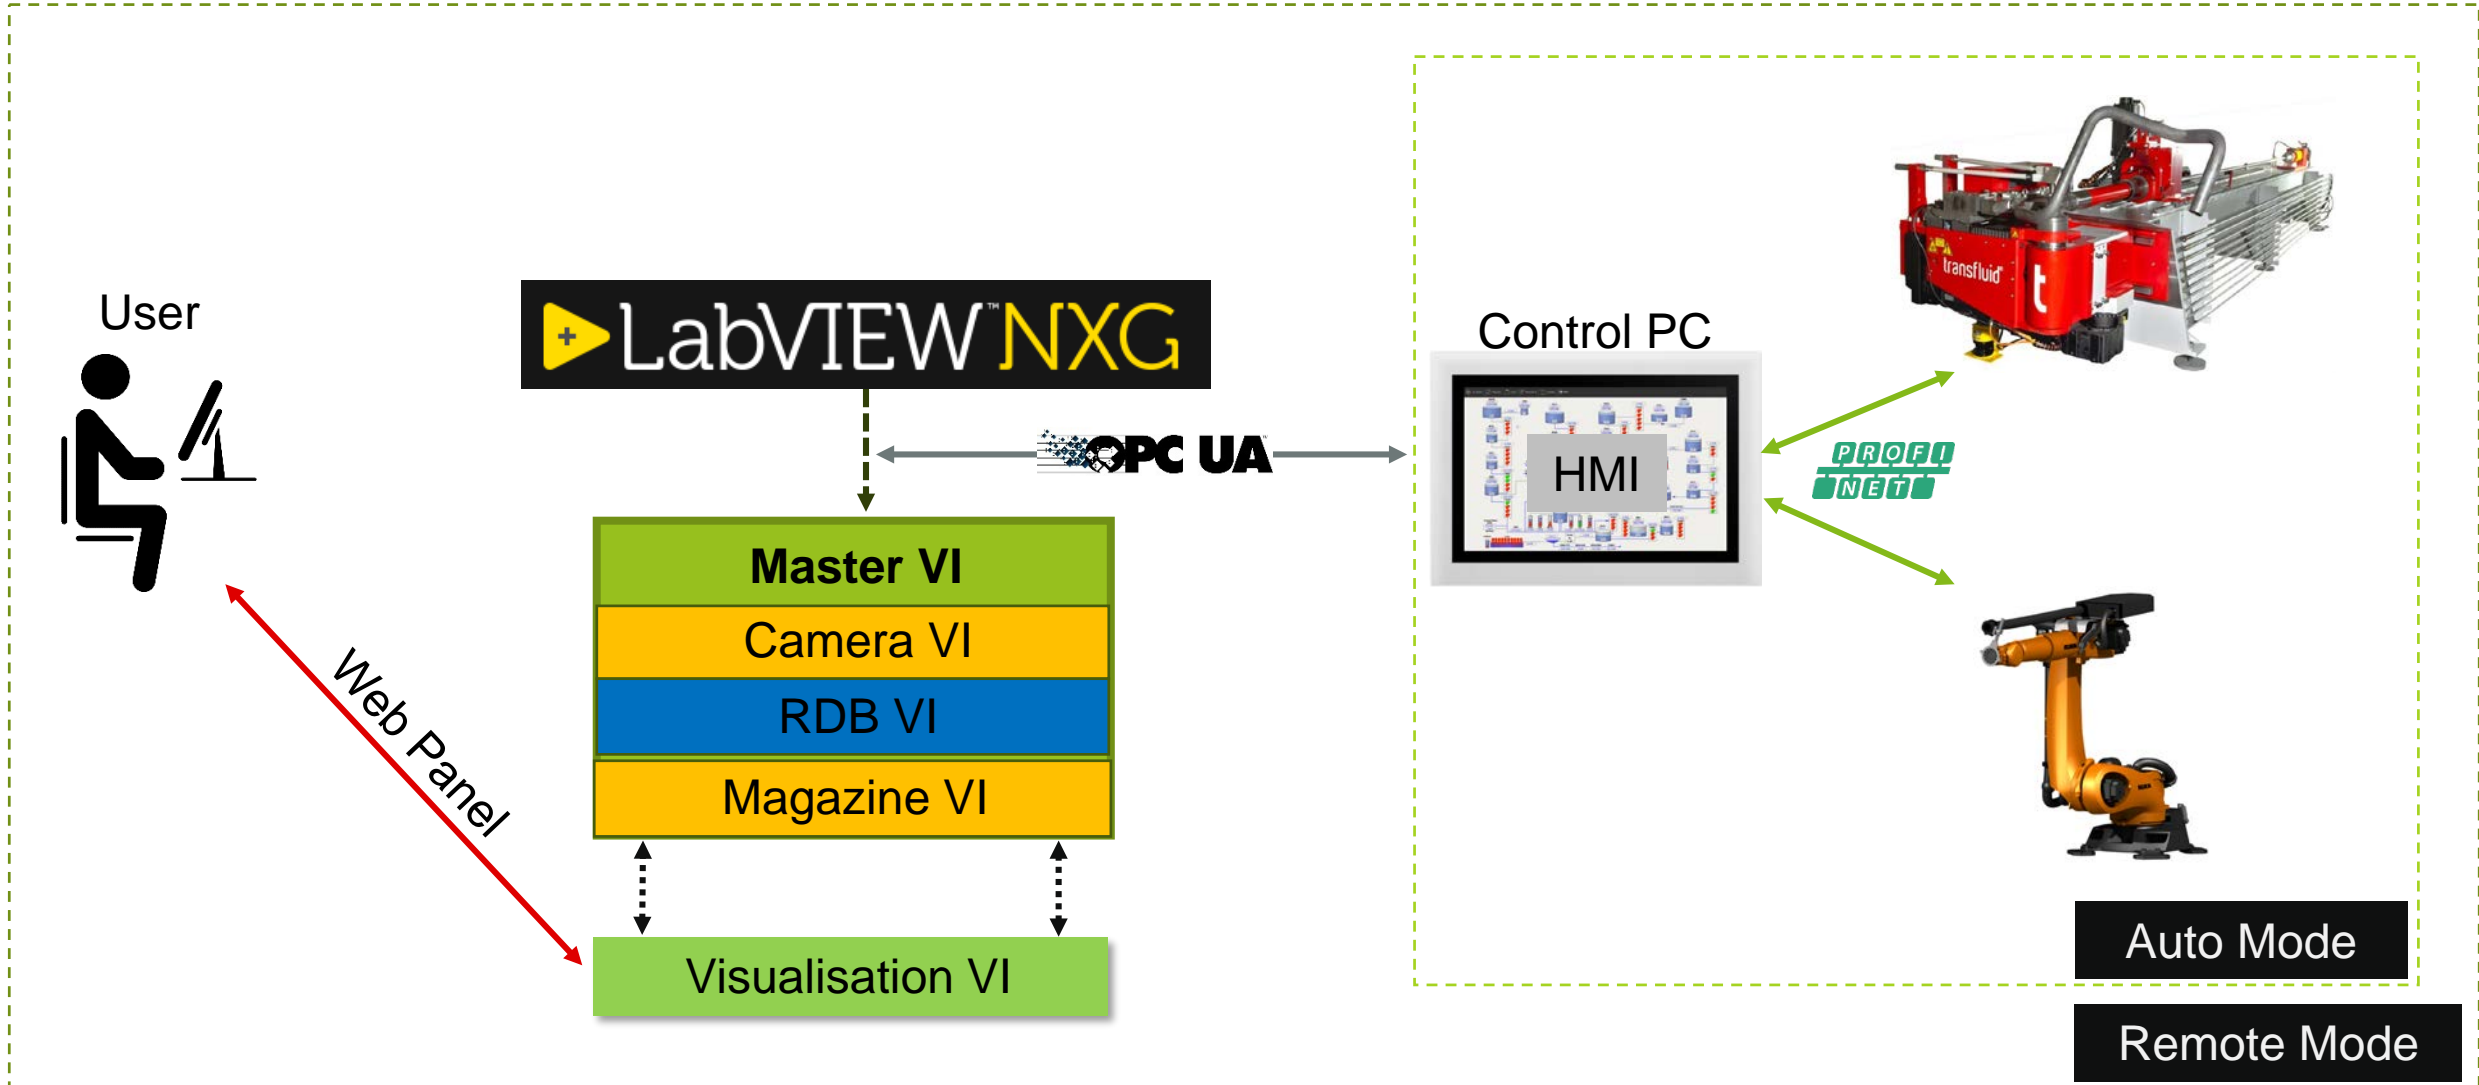 User
LabVIEW™ NXG
Control PC
transfluid
t
OPC UA
HMI
PROFI
NET
Master VI
Camera VI
RDB VI
Magazine VI
Web Panel
Visualisation VI
Auto Mode
Remote Mode